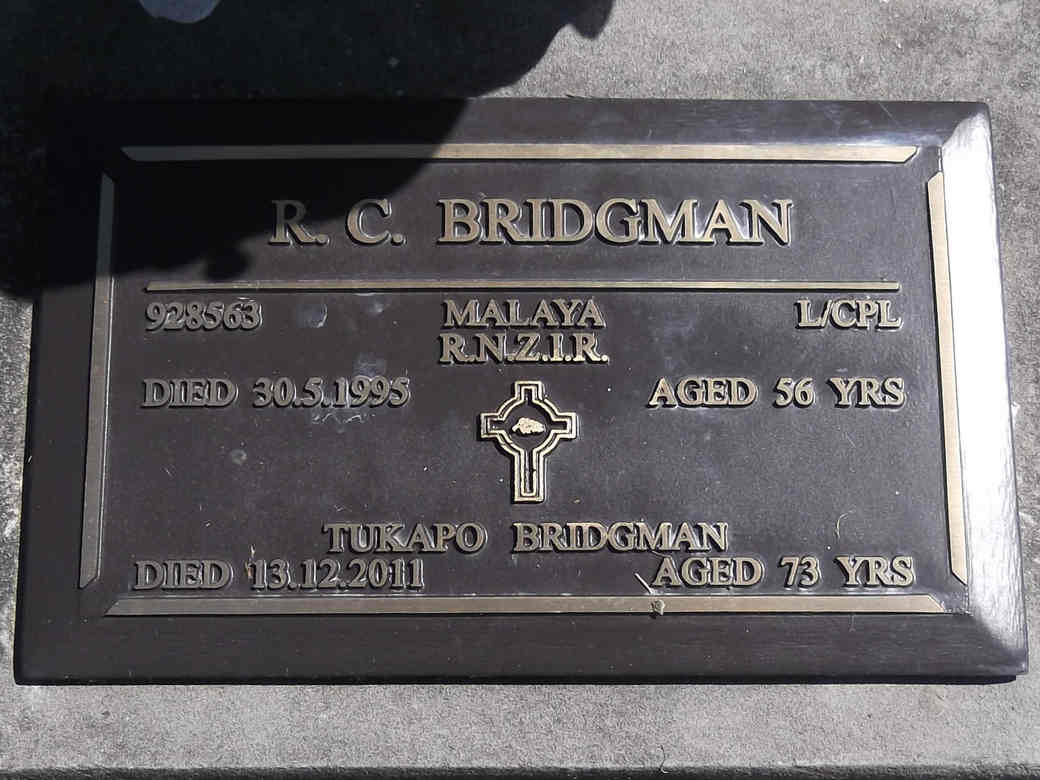 R. C. BRIDGMAN
928563 MALAYA L/CPL
R.N.Z.I.R.
DIED 30.5.1995 AGED 56 YRS
TUKAPO BRIDGMAN
DIED 13.12.2011 AGED 73 YRS